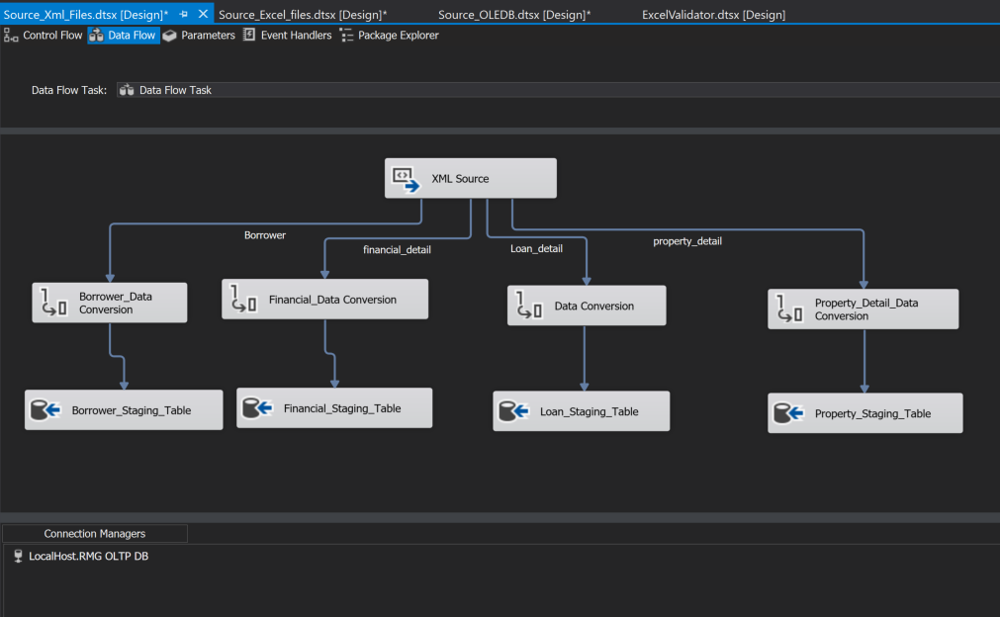 Source_Xml_Files.dtsx [Design]* Source_Excel_files.dtsx [Design]* Source_OLEDB.dtsx [Design]* ExcelValidator.dtsx [Design]
Control Flow Data Flow Parameters Event Handlers Package Explorer
Data Flow Task: Data Flow Task
XML Source
Borrower
financial_detail
Loan_detail
property_detail
Borrower_Data
Conversion
Financial_Data Conversion
Data Conversion
Property_Detail_Data
Conversion
Borrower_Staging_Table
Financial_Staging_Table
Loan_Staging_Table
Property_Staging_Table
Connection Managers
LocalHost.RMG OLTP DB